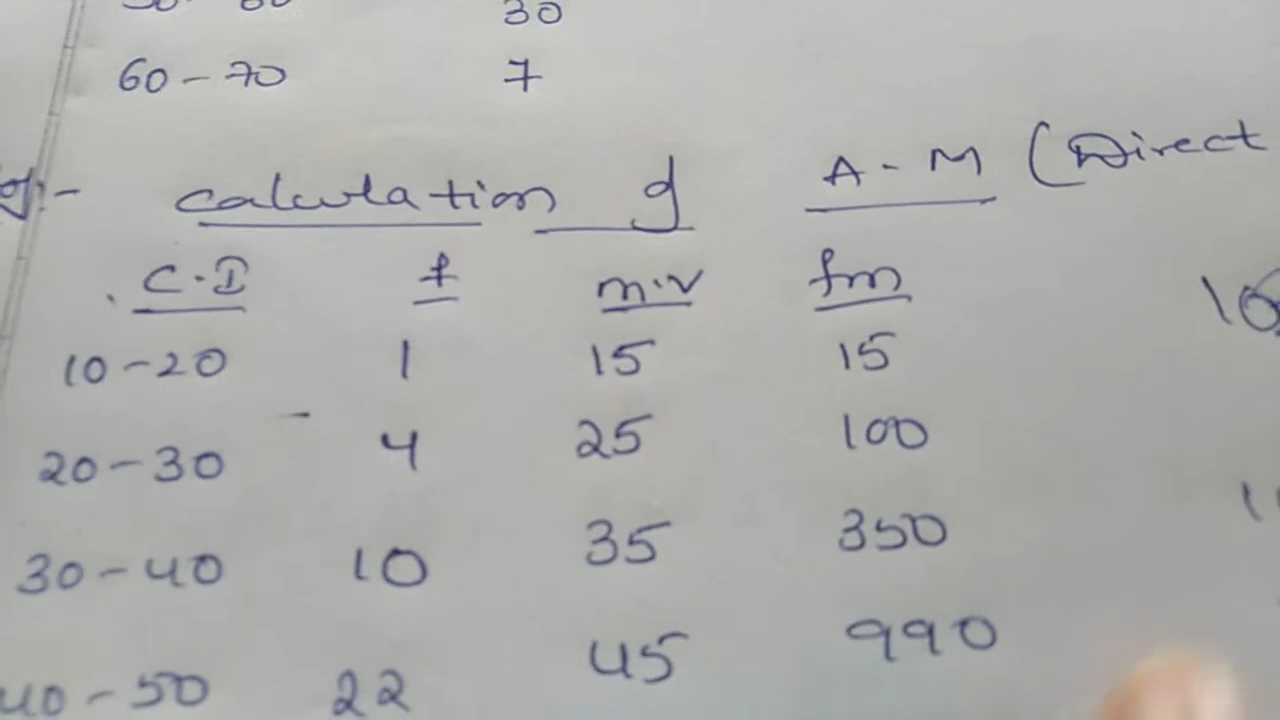 30
60-70 7
calculation of A-M (Direct
C.I f m.v fm
10-20 1 15 15
20-30 4 25 100
30-40 10 35 350
40-50 22 45 990